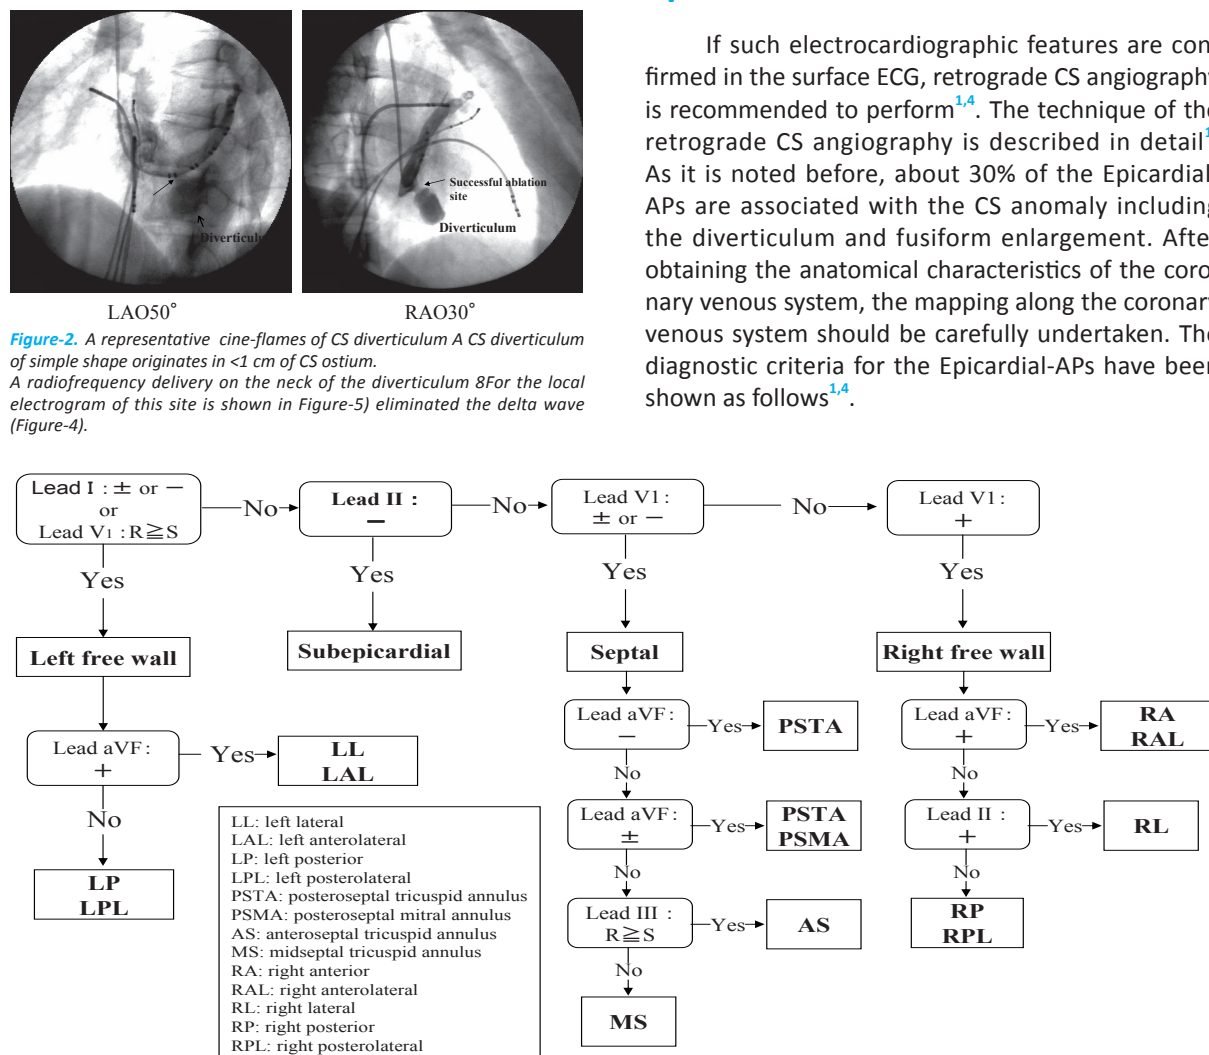 Diverticulu
Successful ablation
site
Diverticulum
LAO50° RAO30°
Figure-2. A representative cine-flames of CS diverticulum A CS diverticulum
of simple shape originates in <1 cm of CS ostium.
A radiofrequency delivery on the neck of the diverticulum 8For the local
electrogram of this site is shown in Figure-5) eliminated the delta wave
(Figure-4).
If such electrocardiographic features are con
firmed in the surface ECG, retrograde CS angiography
is recommended to perform1,4. The technique of the
retrograde CS angiography is described in detail1
As it is noted before, about 30% of the Epicardial
APs are associated with the CS anomaly including
the diverticulum and fusiform enlargement. Afte
obtaining the anatomical characteristics of the coro
nary venous system, the mapping along the coronary
venous system should be carefully undertaken. The
diagnostic criteria for the Epicardial-APs have been
shown as follows1,4.
Lead I : ± or −
or
Lead V1 : R≧S
No
Lead II :
−
No
Lead V1 :
± or −
No
Lead V1 :
+
Yes
Yes
Yes
Yes
Left free wall
Subepicardial
Septal
Right free wall
Lead aVF :
+
Yes
LL
LAL
No
LP
LPL
Lead aVF :
−
Yes
PSTA
No
Lead aVF :
±
Yes
PSTA
PSMA
No
Lead III :
R≧S
Yes
AS
No
MS
Lead aVF :
+
Yes
RA
RAL
No
Lead II :
+
Yes
RL
No
RP
RPL
LL: left lateral
LAL: left anterolateral
LP: left posterior
LPL: left posterolateral
PSTA: posteroseptal tricuspid annulus
PSMA: posteroseptal mitral annulus
AS: anteroseptal tricuspid annulus
MS: midseptal tricuspid annulus
RA: right anterior
RAL: right anterolateral
RL: right lateral
RP: right posterior
RPL: right posterolateral